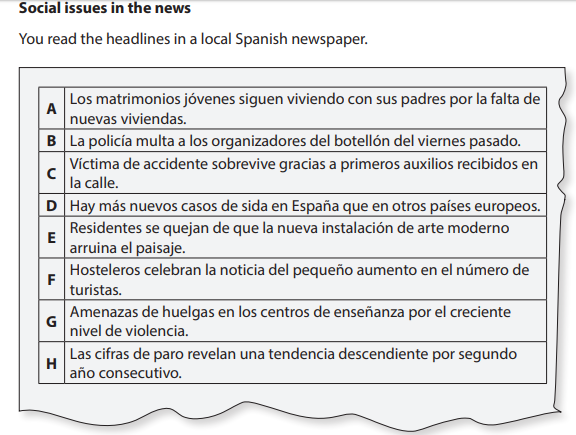 Social issues in the news
You read the headlines in a local Spanish newspaper.
A Los matrimonios jóvenes siguen viviendo con sus padres por la falta de
nuevas viviendas.
B La policía multa a los organizadores del botellón del viernes pasado.
C Víctima de accidente sobrevive gracias a primeros auxilios recibidos en
la calle.
D Hay más nuevos casos de sida en España que en otros países europeos.
E Residentes se quejan de que la nueva instalación de arte moderno
arruina el paisaje.
F Hosteleros celebran la noticia del pequeño aumento en el número de
turistas.
G Amenazas de huelgas en los centros de enseñanza por el creciente
nivel de violencia.
H Las cifras de paro revelan una tendencia descendiente por segundo
año consecutivo.